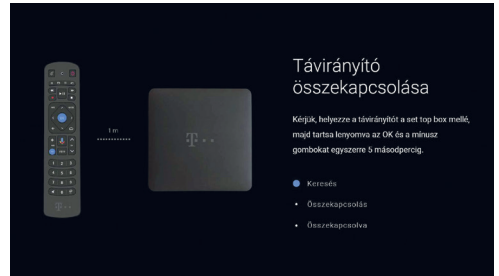 Távirányító
összekapcsolása
Kérjük, helyezze a távirányítót a set top box mellé,
majd tartsa lenyomva az OK és a mínusz
gombokat egyszerre 5 másodpercig.
1 m
Keresés
Összekapcsolás
Összekapcsolva